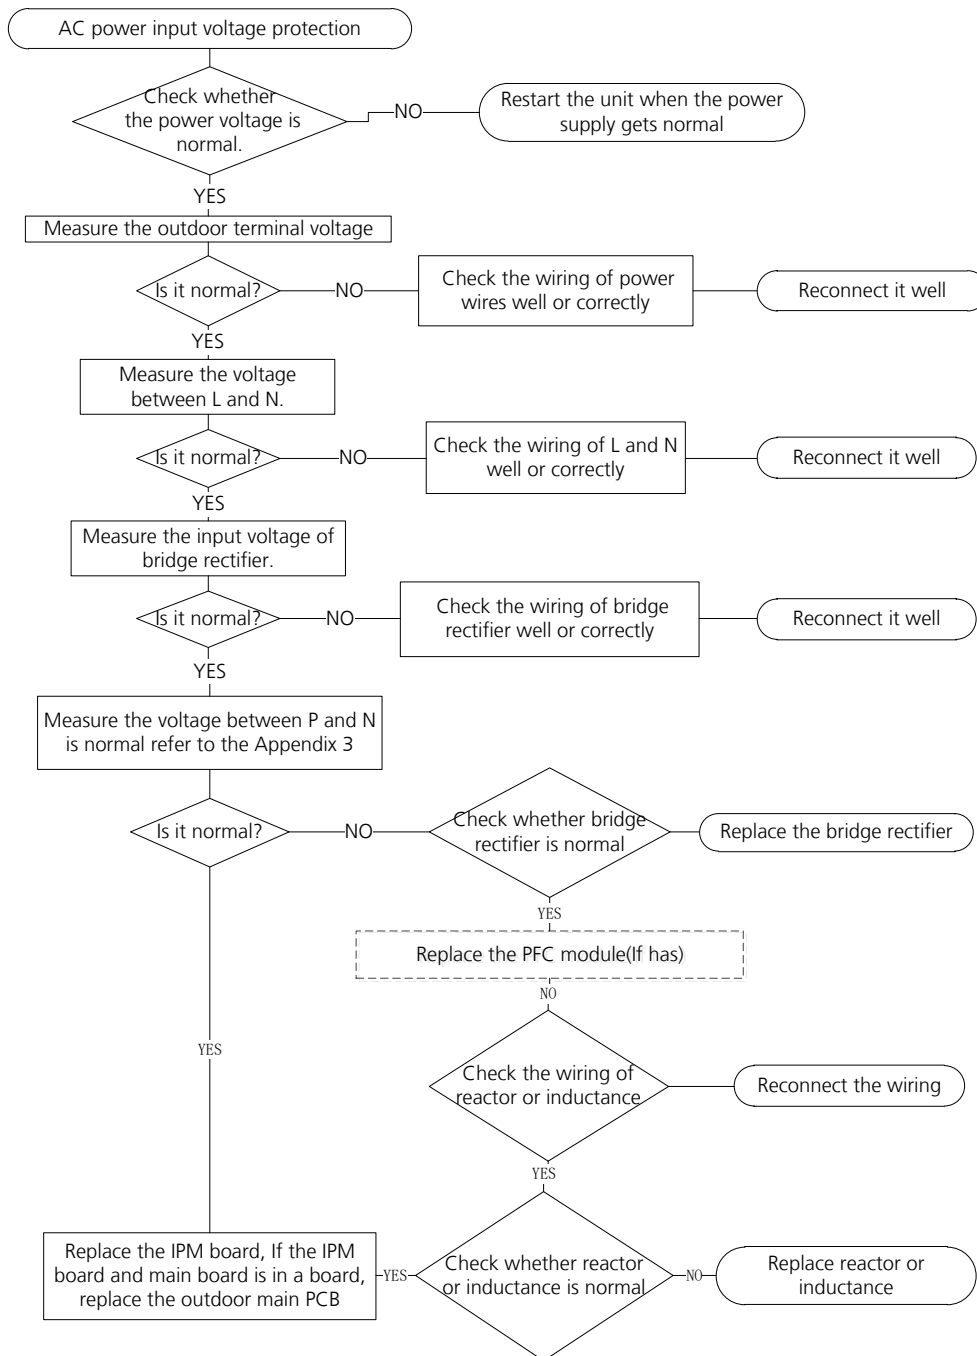 AC power input voltage protection
Check whether
the power voltage is
normal.
NO
Restart the unit when the power
supply gets normal
YES
Measure the outdoor terminal voltage
Is it normal?
NO
Check the wiring of power
wires well or correctly
Reconnect it well
YES
Measure the voltage
between L and N.
Is it normal?
NO
Check the wiring of L and N
well or correctly
Reconnect it well
YES
Measure the input voltage of
bridge rectifier.
Is it normal?
NO
Check the wiring of bridge
rectifier well or correctly
Reconnect it well
YES
Measure the voltage between P and N
is normal refer to the Appendix 3
Is it normal?
NO
Check whether bridge
rectifier is normal
Replace the bridge rectifier
YES
Replace the PFC module(If has)
NO
YES
Check the wiring of
reactor or inductance
Reconnect the wiring
YES
Replace the IPM board, If the IPM
board and main board is in a board,
replace the outdoor main PCB
YES
Check whether reactor
or inductance is normal
NO
Replace reactor or
inductance